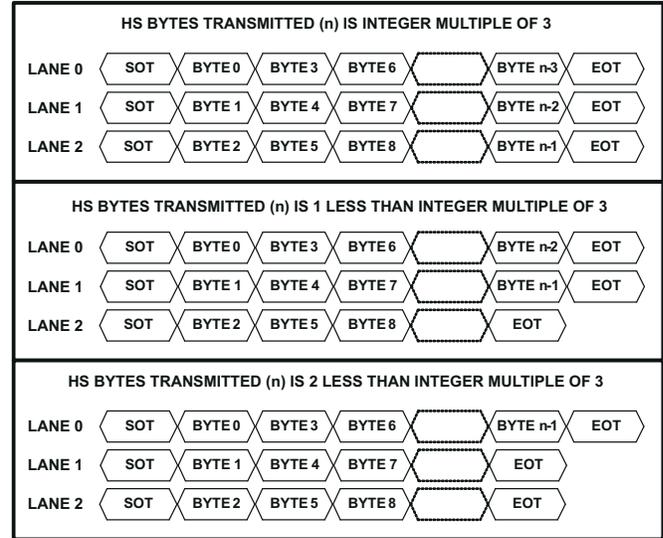 HS BYTES TRANSMITTED (n) IS INTEGER MULTIPLE OF 3
LANE 0 SOT BYTE 0 BYTE 3 BYTE 6 BYTE n-3 EOT
LANE 1 SOT BYTE 1 BYTE 4 BYTE 7 BYTE n-2 EOT
LANE 2 SOT BYTE 2 BYTE 5 BYTE 8 BYTE n-1 EOT
HS BYTES TRANSMITTED (n) IS 1 LESS THAN INTEGER MULTIPLE OF 3
LANE 0 SOT BYTE 0 BYTE 3 BYTE 6 BYTE n-2 EOT
LANE 1 SOT BYTE 1 BYTE 4 BYTE 7 BYTE n-1 EOT
LANE 2 SOT BYTE 2 BYTE 5 BYTE 8 EOT
HS BYTES TRANSMITTED (n) IS 2 LESS THAN INTEGER MULTIPLE OF 3
LANE 0 SOT BYTE 0 BYTE 3 BYTE 6 BYTE n-1 EOT
LANE 1 SOT BYTE 1 BYTE 4 BYTE 7 EOT
LANE 2 SOT BYTE 2 BYTE 5 BYTE 8 EOT